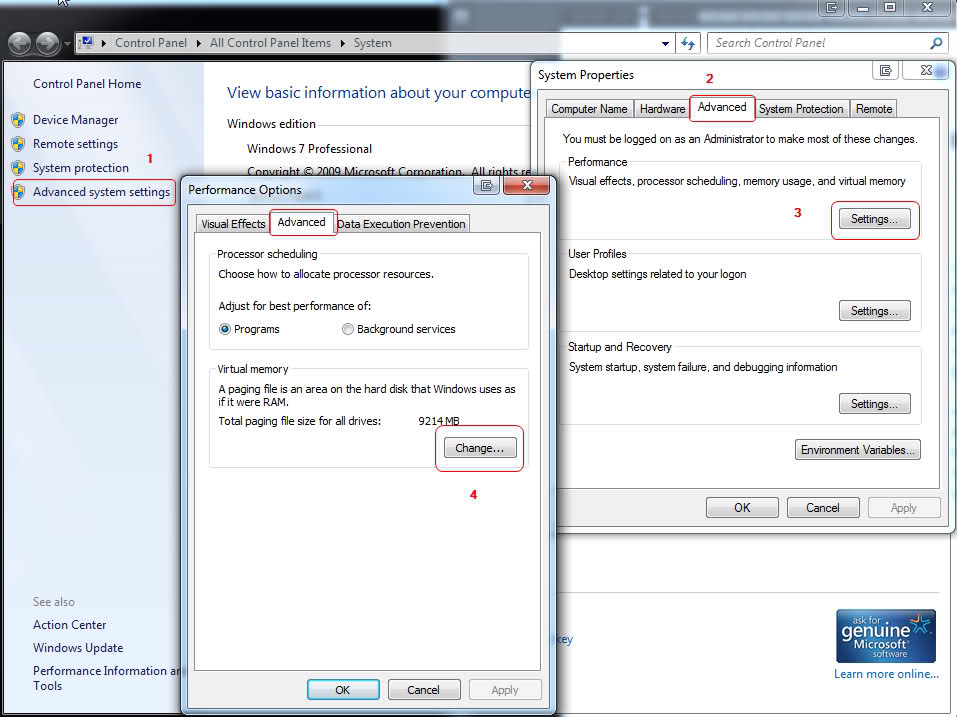 Control Panel
All Control Panel Items
System
Search Control Panel
Control Panel Home
Device Manager
Remote settings
System protection
1
Advanced system settings
View basic information about your compute
Windows edition
Windows 7 Professional
Copyright © 2009 Microsoft Corporation. All rights re
System Properties
2
Computer Name
Hardware
Advanced
System Protection
Remote
You must be logged on as an Administrator to make most of these changes.
Performance
Visual effects, processor scheduling, memory usage, and virtual memory
3
Settings...
User Profiles
Desktop settings related to your logon
Settings...
Startup and Recovery
System startup, system failure, and debugging information
Settings...
Environment Variables...
OK
Cancel
Apply
Performance Options
Visual Effects
Advanced
Data Execution Prevention
Processor scheduling
Choose how to allocate processor resources.
Adjust for best performance of:
Programs
Background services
Virtual memory
A paging file is an area on the hard disk that Windows uses as
if it were RAM.
Total paging file size for all drives:
9214 MB
Change...
4
OK
Cancel
Apply
See also
Action Center
Windows Update
Performance Information an
Tools
key
ask for
genuine
Microsoft
software
Learn more online...